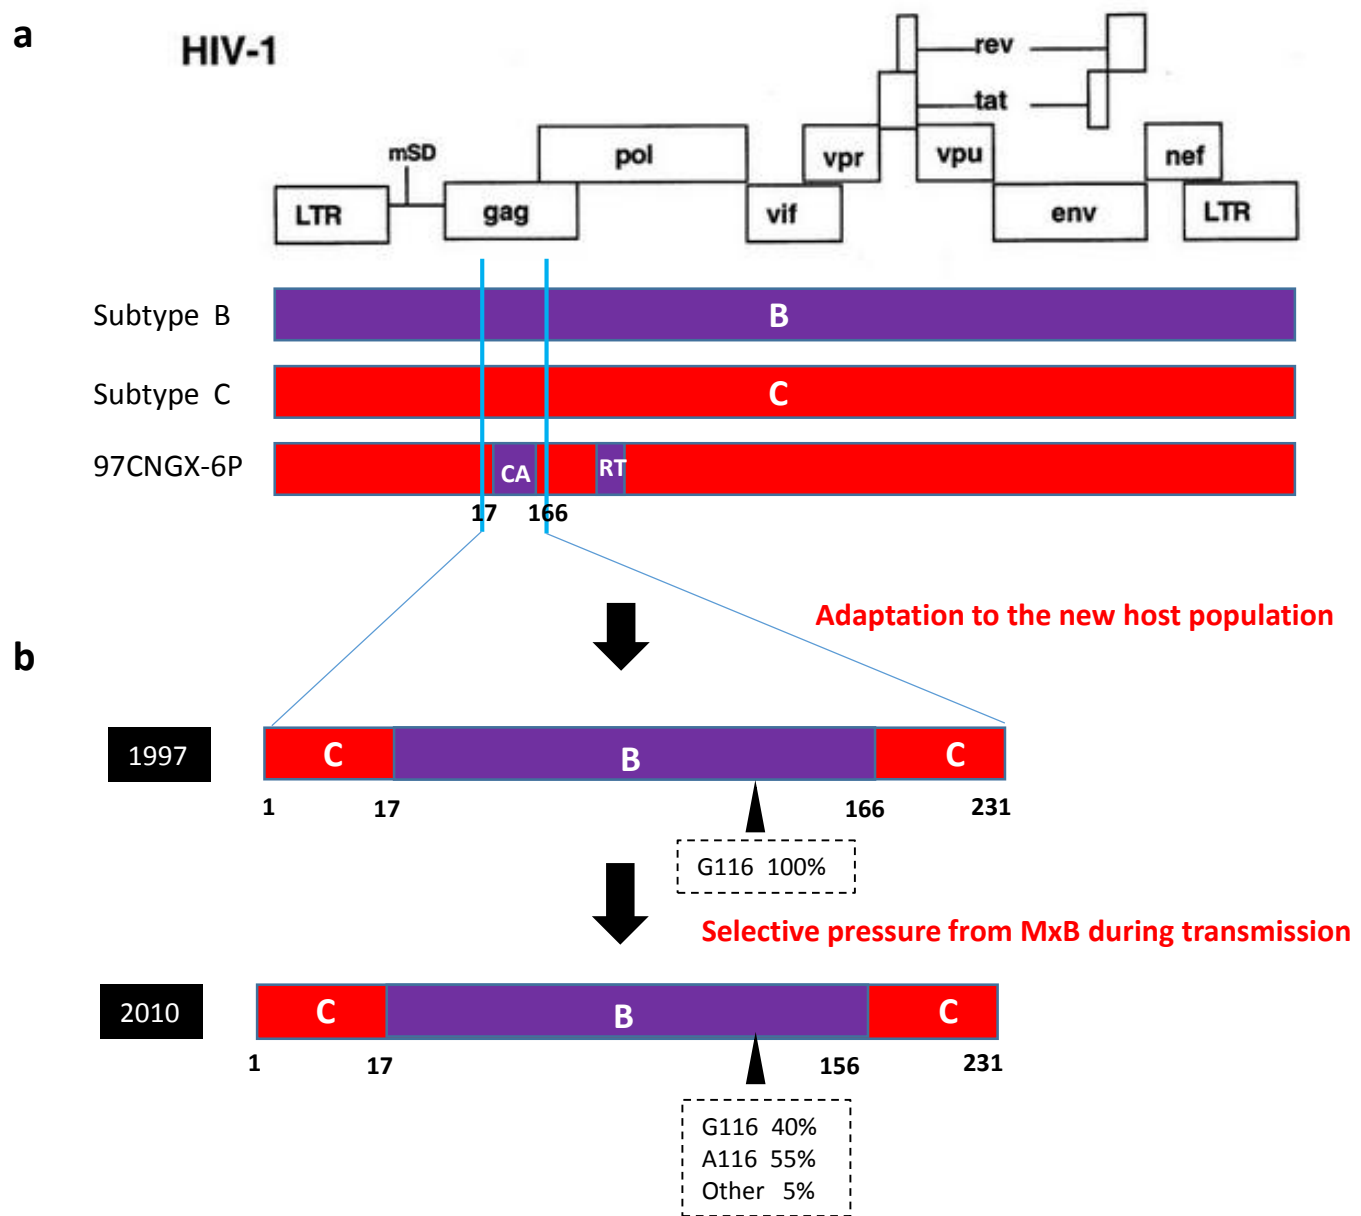 a
HIV-1
rev
tat
mSD
pol
vpr
vpu
nef
LTR
gag
vif
env
LTR
Subtype B
B
Subtype C
C
97CNGX-6P
CA
RT
17
166
Adaptation to the new host population
b
1997
C
B
C
1
17
166
231
G116 100%
Selective pressure from MxB during transmission
2010
C
B
C
1
17
156
231
G116 40%
A116 55%
Other 5%